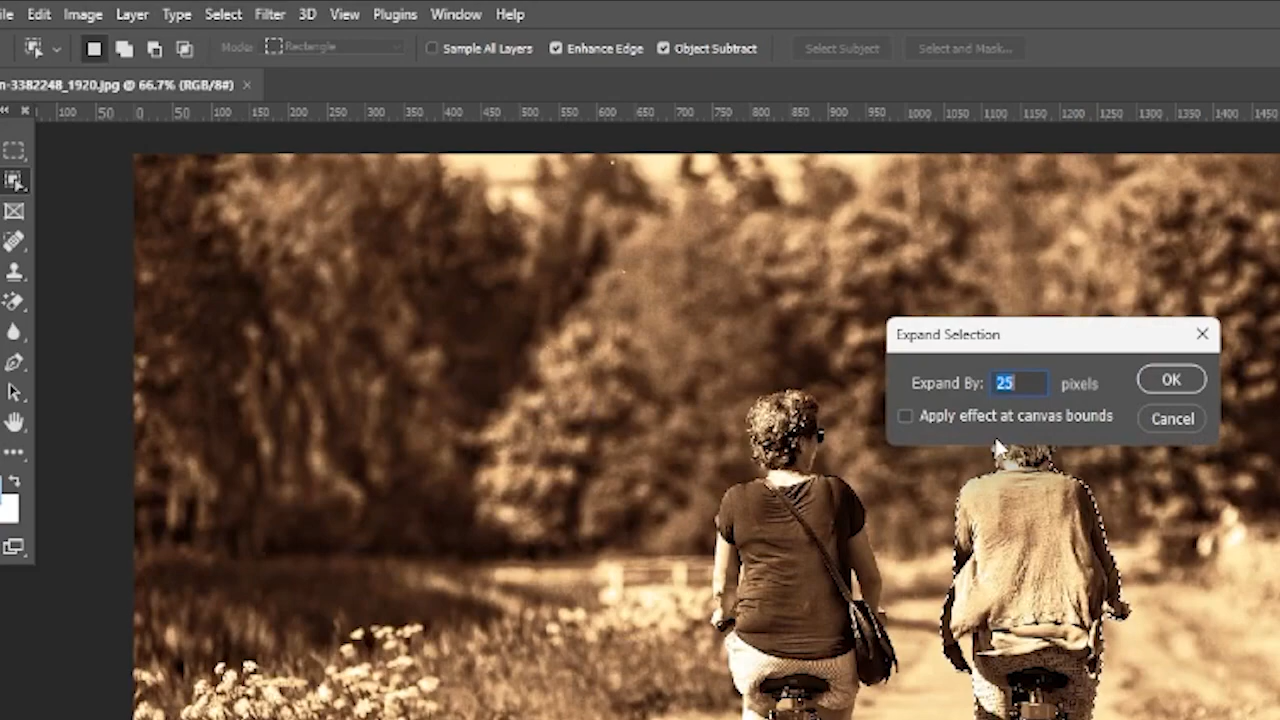 ile Edit Image Layer Type Select Filter 3D View Plugins Window Help
Mode: Rectangle Sample All Layers Enhance Edge Object Subtract Select Subject Select and Mask...
n-3382248_1920.jpg @ 66.7% (RGB/8#) ×
100 50 0 50 100 150 200 250 300 350 400 450 500 550 600 650 700 750 800 850 900 950 1000 1050 1100 1150 1200 1250 1300 1350 1400 1450
Expand Selection
Expand By: 25 pixels OK
Apply effect at canvas bounds Cancel